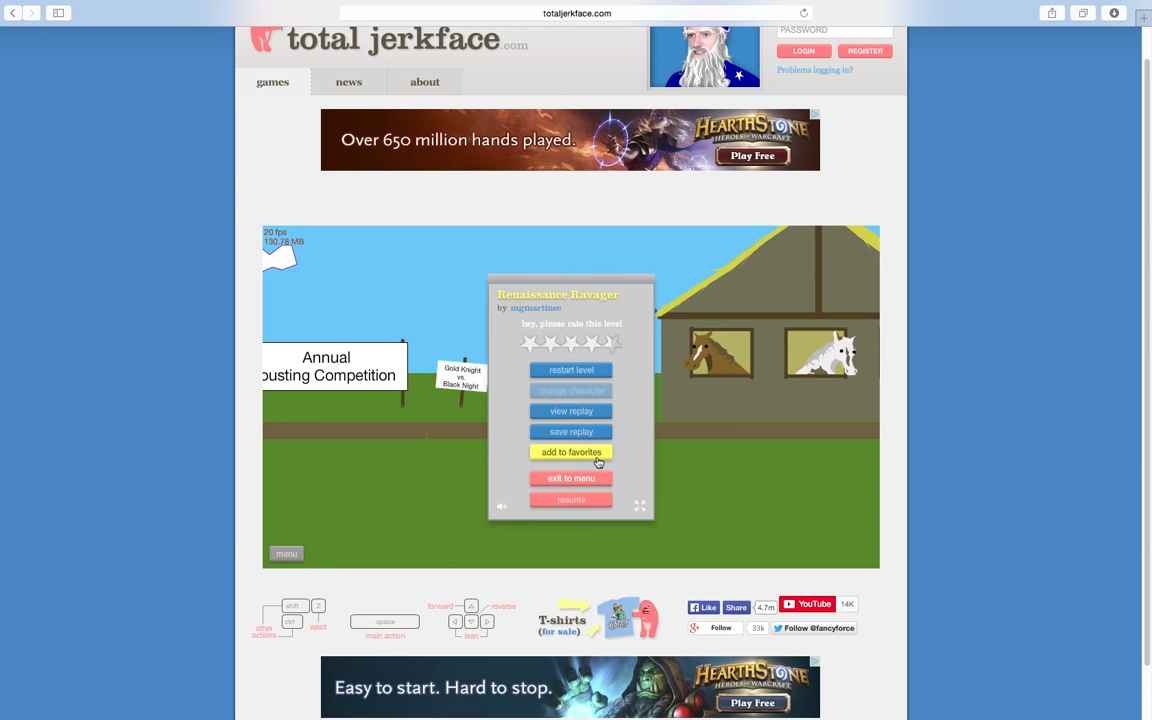 totaljerkface.com
total jerkface.com
PASSWORD
LOGIN
REGISTER
Problems logging in?
games
news
about
Over 650 million hands played.
HEARTHSTONE
HEROES OF WARCRAFT
Play Free
20 fps
130.78 MB
Annual
ousting Competition
Gold Knight
vs.
Black Night
Renaissance Ravager
by mgmartinec
hey, please rate this level
restart level
change character
view replay
save replay
add to favorites
exit to menu
resume
menu
shift
Z
ctrl
eject
other
actions
space
main action
forward
reverse
lean
T-shirts
(for sale)
Like
Share
4.7m
YouTube
14K
Follow
33k
Follow @fancyforce
Easy to start. Hard to stop.
HEARTHSTONE
HEROES OF WARCRAFT
Play Free